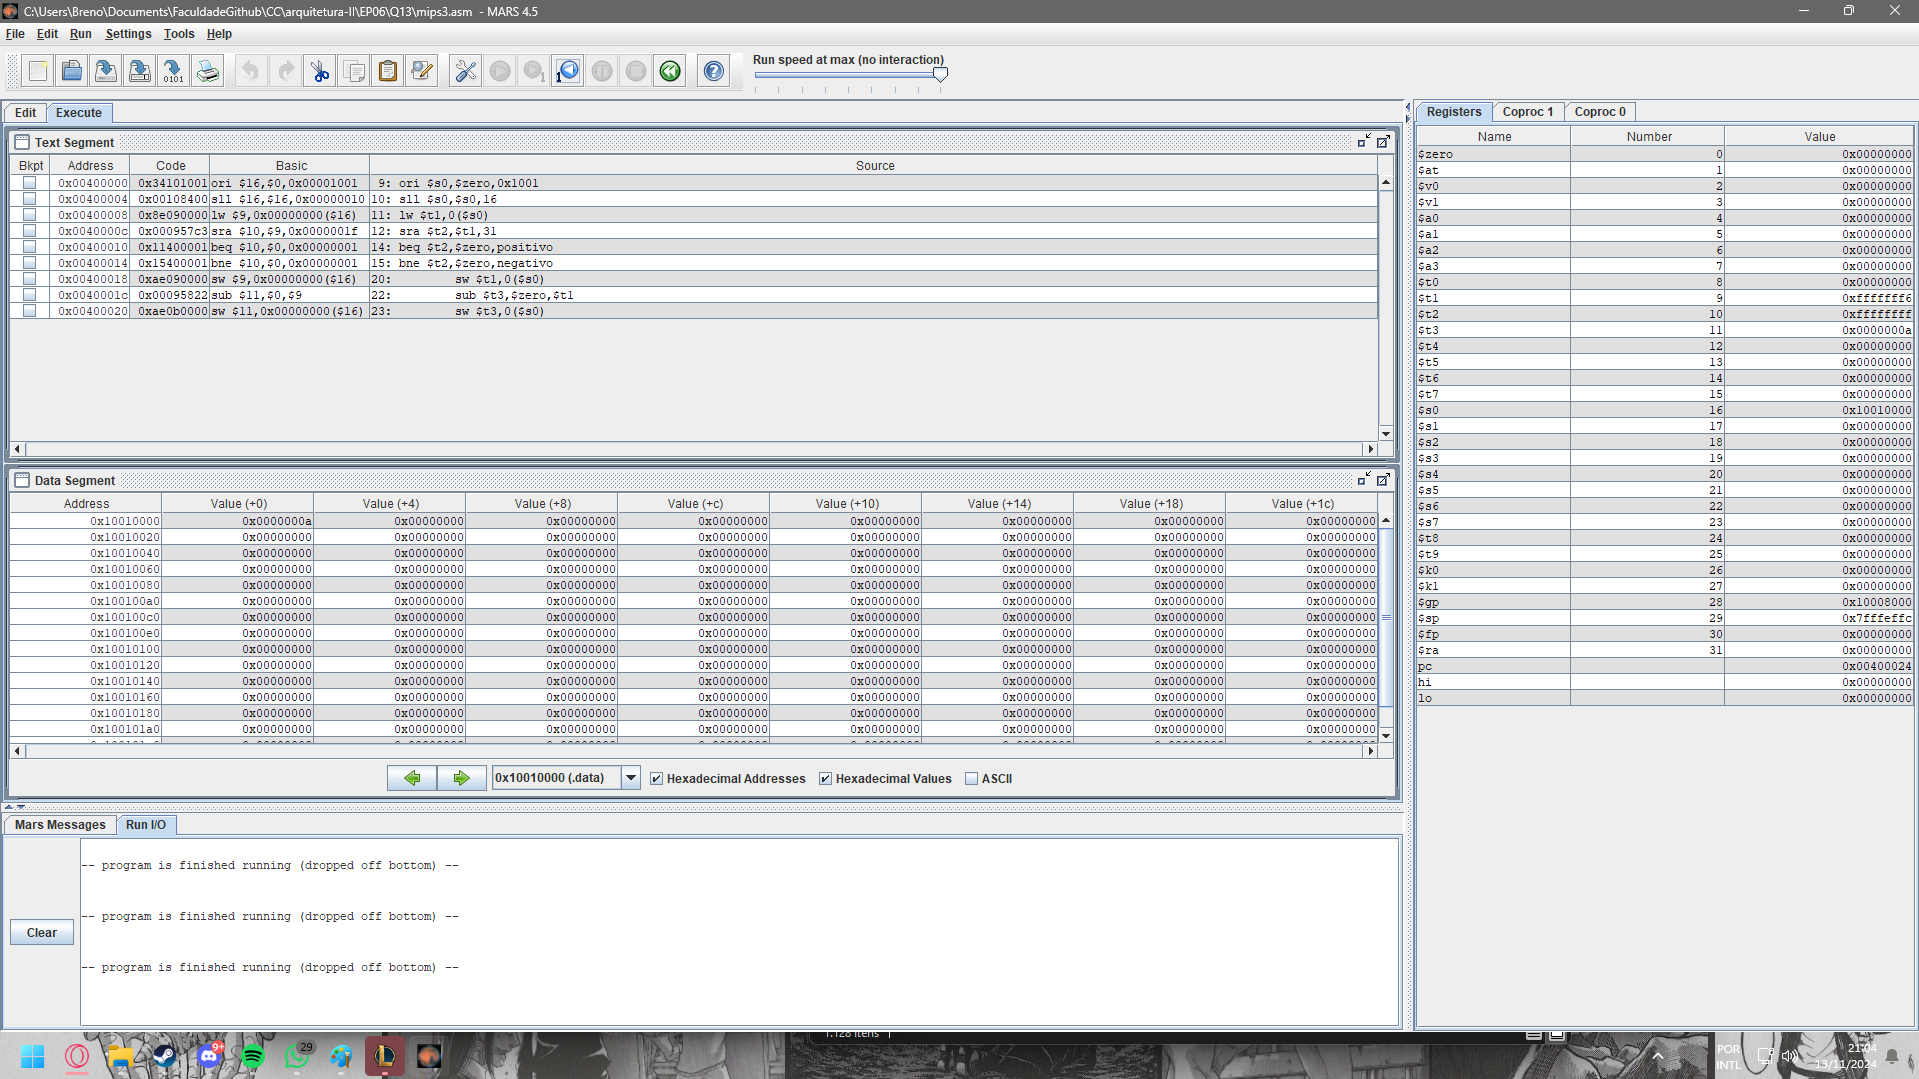 C:\Users\Breno\Documents\FaculdadeGithub\CC\arquitetura-II\EP06\Q13\mips3.asm - MARS 4.5
File Edit Run Settings Tools Help
Run speed at max (no interaction)
Edit Execute
Text Segment
Bkpt Address Code Basic Source
0x00400000 0x34101001 ori $16,$0,0x00001001 9: ori $s0,$zero,0x1001
0x00400004 0x00108400 sll $16,$16,0x00000010 10: sll $s0,$s0,16
0x00400008 0x8e090000 lw $9,0x00000000($16) 11: lw $t1,0($s0)
0x0040000c 0x000957c3 sra $10,$9,0x0000001f 12: sra $t2,$t1,31
0x00400010 0x11400001 beq $10,$0,0x00000001 14: beq $t2,$zero,positivo
0x00400014 0x15400001 bne $10,$0,0x00000001 15: bne $t2,$zero,negativo
0x00400018 0xae090000 sw $9,0x00000000($16) 20: sw $t1,0($s0)
0x0040001c 0x00095822 sub $11,$0,$9 22: sub $t3,$zero,$t1
0x00400020 0xae0b0000 sw $11,0x00000000($16) 23: sw $t3,0($s0)
Data Segment
Address Value (+0) Value (+4) Value (+8) Value (+c) Value (+10) Value (+14) Value (+18) Value (+1c)
0x10010000 0x0000000a 0x00000000 0x00000000 0x00000000 0x00000000 0x00000000 0x00000000 0x00000000
0x10010020 0x00000000 0x00000000 0x00000000 0x00000000 0x00000000 0x00000000 0x00000000 0x00000000
0x10010040 0x00000000 0x00000000 0x00000000 0x00000000 0x00000000 0x00000000 0x00000000 0x00000000
0x10010060 0x00000000 0x00000000 0x00000000 0x00000000 0x00000000 0x00000000 0x00000000 0x00000000
0x10010080 0x00000000 0x00000000 0x00000000 0x00000000 0x00000000 0x00000000 0x00000000 0x00000000
0x100100a0 0x00000000 0x00000000 0x00000000 0x00000000 0x00000000 0x00000000 0x00000000 0x00000000
0x100100c0 0x00000000 0x00000000 0x00000000 0x00000000 0x00000000 0x00000000 0x00000000 0x00000000
0x100100e0 0x00000000 0x00000000 0x00000000 0x00000000 0x00000000 0x00000000 0x00000000 0x00000000
0x10010100 0x00000000 0x00000000 0x00000000 0x00000000 0x00000000 0x00000000 0x00000000 0x00000000
0x10010120 0x00000000 0x00000000 0x00000000 0x00000000 0x00000000 0x00000000 0x00000000 0x00000000
0x10010140 0x00000000 0x00000000 0x00000000 0x00000000 0x00000000 0x00000000 0x00000000 0x00000000
0x10010160 0x00000000 0x00000000 0x00000000 0x00000000 0x00000000 0x00000000 0x00000000 0x00000000
0x10010180 0x00000000 0x00000000 0x00000000 0x00000000 0x00000000 0x00000000 0x00000000 0x00000000
0x100101a0 0x00000000 0x00000000 0x00000000 0x00000000 0x00000000 0x00000000 0x00000000 0x00000000
0x10010000 (.data) Hexadecimal Addresses Hexadecimal Values ASCII
Mars Messages Run I/O
-- program is finished running (dropped off bottom) --
-- program is finished running (dropped off bottom) --
-- program is finished running (dropped off bottom) --
Clear
Registers Coproc 1 Coproc 0
Name Number Value
$zero 0 0x00000000
$at 1 0x00000000
$v0 2 0x00000000
$v1 3 0x00000000
$a0 4 0x00000000
$a1 5 0x00000000
$a2 6 0x00000000
$a3 7 0x00000000
$t0 8 0x00000000
$t1 9 0xfffffff6
$t2 10 0xffffffff
$t3 11 0x0000000a
$t4 12 0x00000000
$t5 13 0x00000000
$t6 14 0x00000000
$t7 15 0x00000000
$s0 16 0x10010000
$s1 17 0x00000000
$s2 18 0x00000000
$s3 19 0x00000000
$s4 20 0x00000000
$s5 21 0x00000000
$s6 22 0x00000000
$s7 23 0x00000000
$t8 24 0x00000000
$t9 25 0x00000000
$k0 26 0x00000000
$k1 27 0x00000000
$gp 28 0x10008000
$sp 29 0x7fffeffc
$fp 30 0x00000000
$ra 31 0x00000000
pc 0x00400024
hi 0x00000000
lo 0x00000000
1.128 itens
9+
29
POR
INTL
21:04
13/11/2024